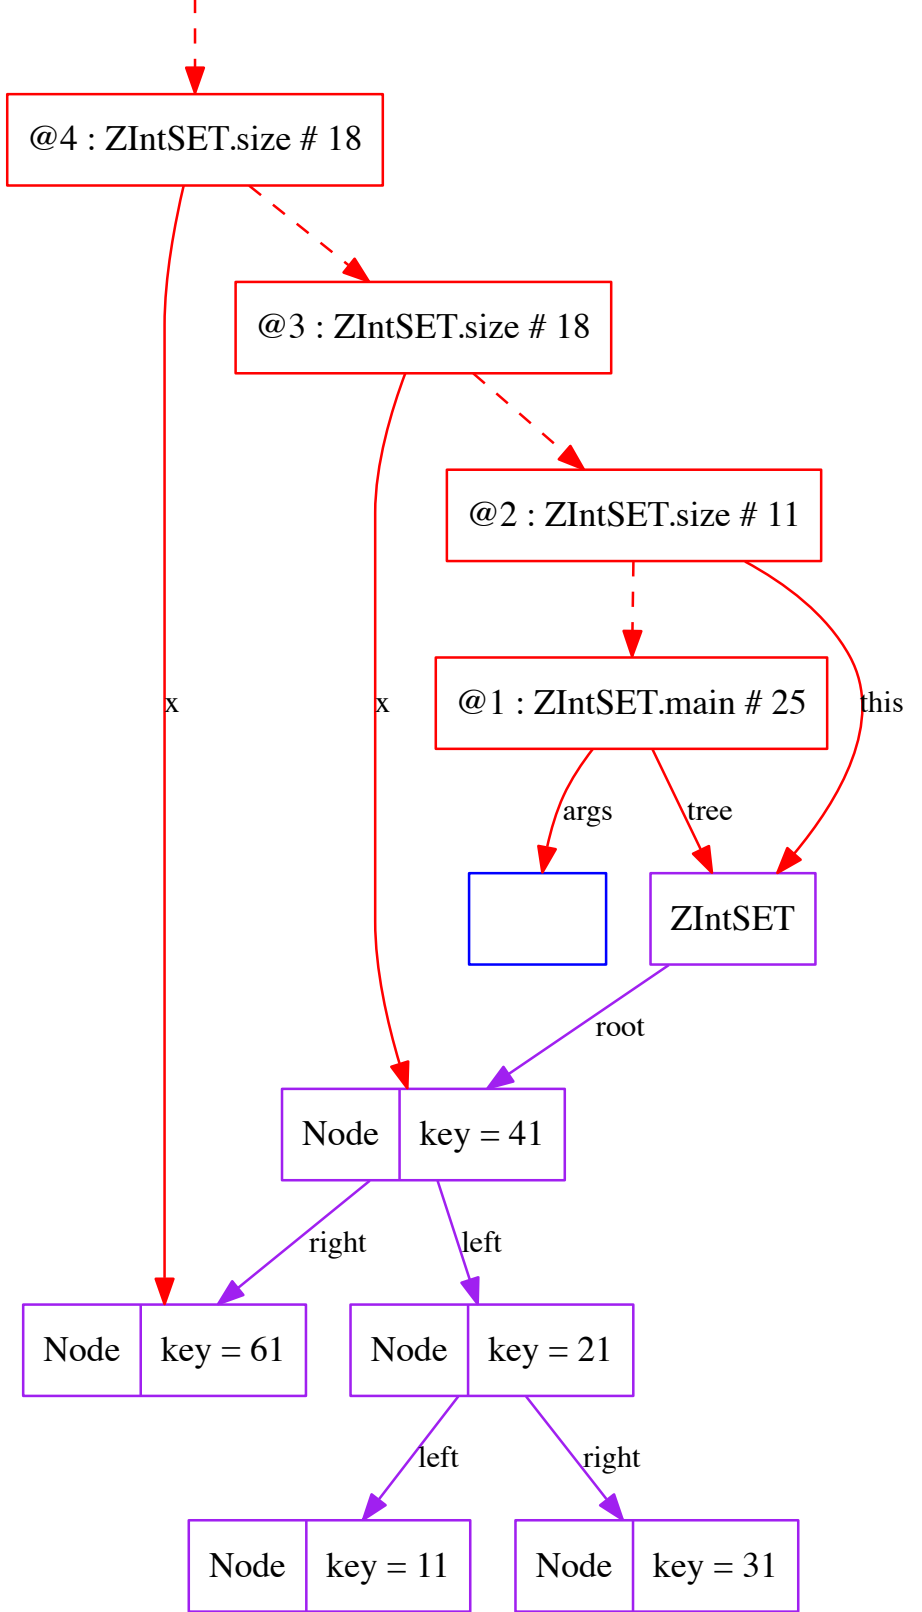 @4 : ZIntSET.size # 18
@3 : ZIntSET.size # 18
@2 : ZIntSET.size # 11
x
x
@1 : ZIntSET.main # 25
this
args
tree
ZIntSET
root
Node key = 41
right
left
Node key = 61
Node key = 21
left
right
Node key = 11
Node key = 31